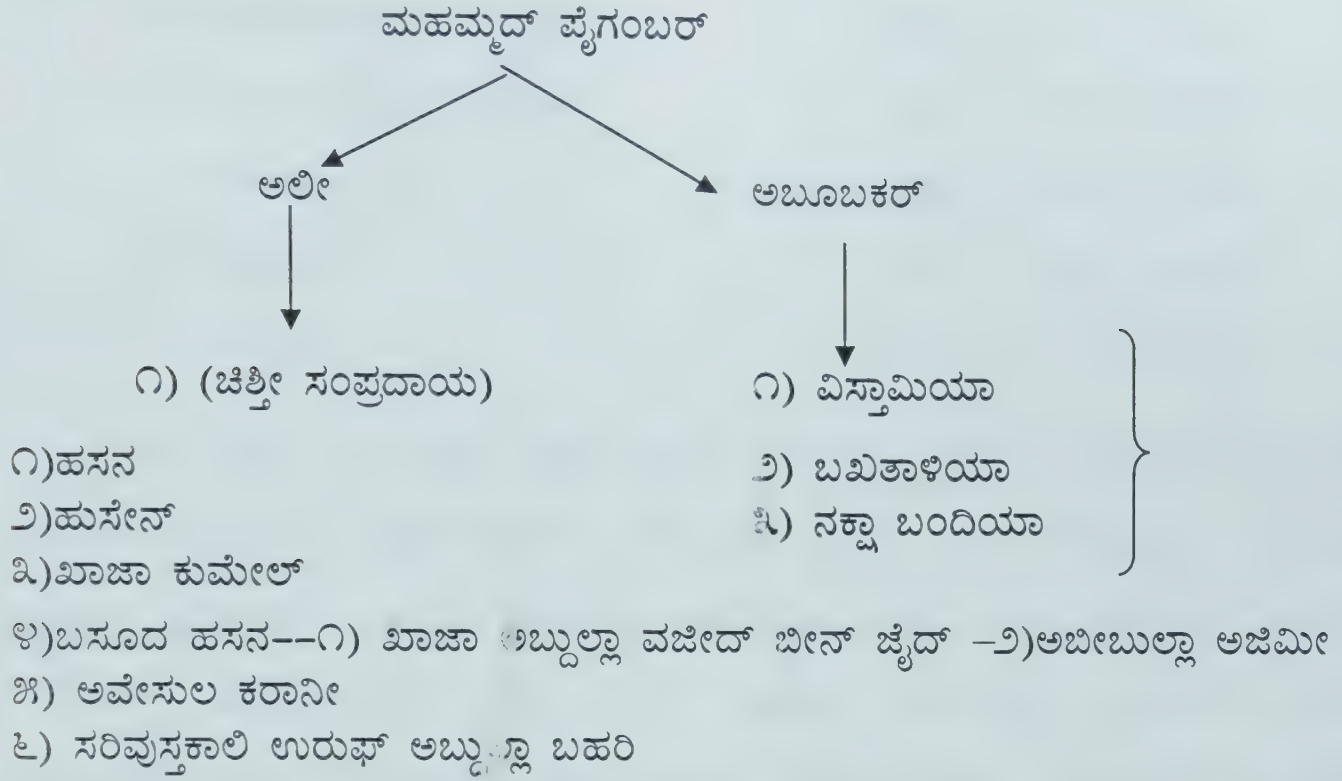 ಮಹಮ್ಮದ್ ಪೈಗಂಬರ್
ಅಲೀ
ಅಬೂಬಕರ್
೧) (ಚಿಶ್ತೀ ಸಂಪ್ರದಾಯ)
೧) ವಿಸ್ತಾಮಿಯಾ
೧)ಹಸನ
೨) ಬಖತಾಳಿಯಾ
೨)ಹುಸೇನ್
೩) ನಕ್ಷಾ ಬಂದಿಯಾ
೩)ಖಾಜಾ ಕುಮೇಲ್
೪)ಬಸೂದ ಹಸನ--೧) ಖಾಜಾ ಅಬ್ದುಲ್ಲಾ ವಜೀದ್ ಬೀನ್ ಜೈದ್ –೨)ಅಬೀಬುಲ್ಲಾ ಅಜಿಮೀ
೫) ಅವೇಸುಲ ಕರಾನೀ
೬) ಸರಿವುಸ್ತಕಾಲಿ ಉರುಫ್ ಅಬ್ದುಲ್ಲಾ ಬಹರಿ